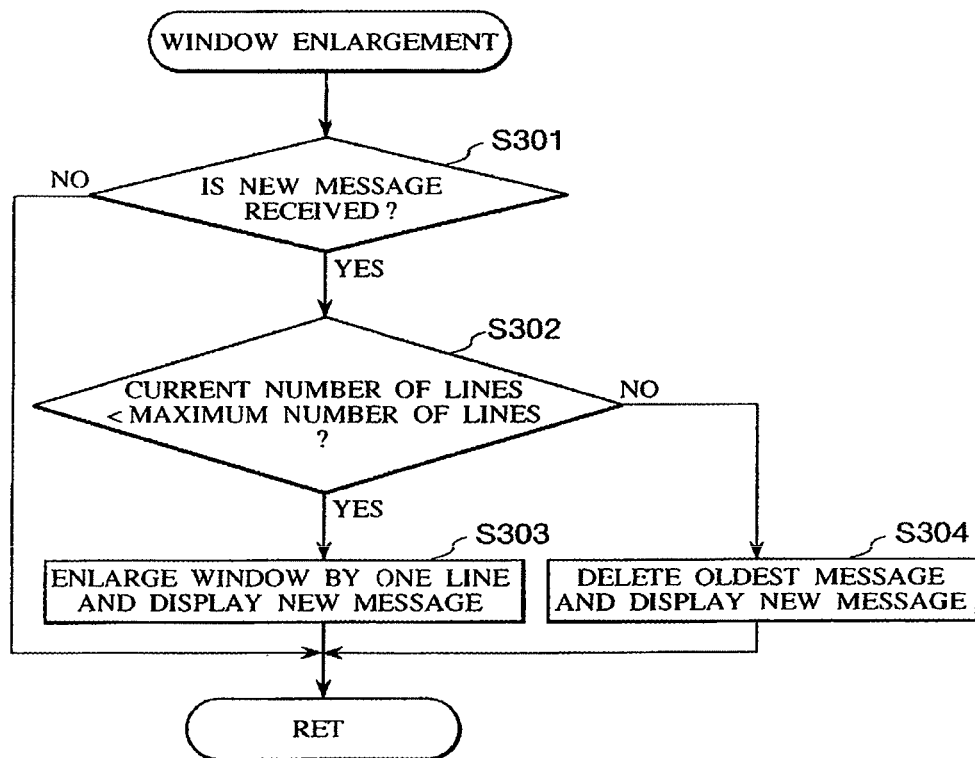 WINDOW ENLARGEMENT
S301
NO
IS NEW MESSAGE
RECEIVED?
YES
S302
CURRENT NUMBER OF LINES
< MAXIMUM NUMBER OF LINES
?
NO
YES
S303
ENLARGE WINDOW BY ONE LINE
AND DISPLAY NEW MESSAGE
S304
DELETE OLDEST MESSAGE
AND DISPLAY NEW MESSAGE
RET